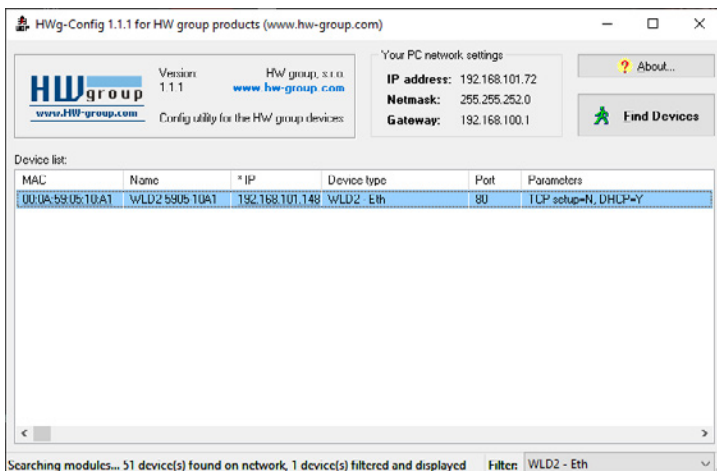 HWg-Config 1.1.1 for HW group products (www.hw-group.com)
HWgroup
www.HW-group.com
Version:
1.1.1
HW group, s.r.o.
www.hw-group.com
Config utility for the HW group devices
Your PC network settings
IP address: 192.168.101.72
Netmask: 255.255.252.0
Gateway: 192.168.100.1
? About...
Find Devices
Device list:
MAC Name * IP Device type Port Parameters
00:0A:59:05:10:A1 WLD2 5905 10A1 192.168.101.148 WLD2 - Eth 80 TCP setup=N, DHCP=Y
Searching modules... 51 device(s) found on network, 1 device(s) filtered and displayed Filter: WLD2 - Eth